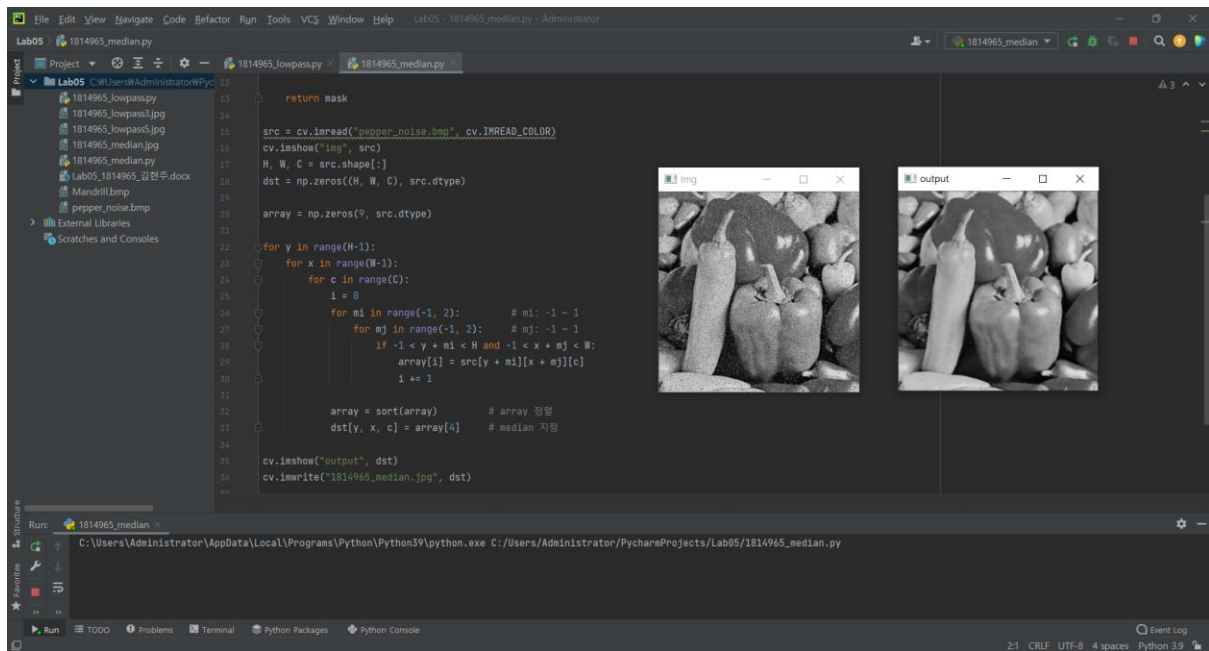 File Edit View Navigate Code Refactor Run Tools VCS Window Help Lab05 - 1814965_median.py - Administrator
Lab05 1814965_median.py
1814965_median
Project
1814965_lowpass.py
1814965_median.py
Project
Lab05 C:₩Users₩Administrator₩Pyc
1814965_lowpass.py
1814965_lowpass3.jpg
1814965_lowpass5.jpg
1814965_median.jpg
1814965_median.py
Lab05_1814965_김현주.docx
Mandrill.bmp
pepper_noise.bmp
External Libraries
Scratches and Consoles
3
12
13 return mask
14
15 src = cv.imread("pepper_noise.bmp", cv.IMREAD_COLOR)
16 cv.imshow("img", src)
17 H, W, C = src.shape[:]
18 dst = np.zeros((H, W, C), src.dtype)
19
20 array = np.zeros(9, src.dtype)
21
22 for y in range(H-1):
23 for x in range(W-1):
24 for c in range(C):
25 i = 0
26 for mi in range(-1, 2): # mi: -1 ~ 1
27 for mj in range(-1, 2): # mj: -1 ~ 1
28 if -1 < y + mi < H and -1 < x + mj < W:
29 array[i] = src[y + mi][x + mj][c]
30 i += 1
31
32 array = sort(array) # array 정렬
33 dst[y, x, c] = array[4] # median 지정
34
35 cv.imshow("output", dst)
36 cv.imwrite("1814965_median.jpg", dst)
img
output
Structure
Favorites
Run: 1814965_median
C:\Users\Administrator\AppData\Local\Programs\Python\Python39\python.exe C:/Users/Administrator/PycharmProjects/Lab05/1814965_median.py
Run TODO Problems Terminal Python Packages Python Console Event Log
2:1 CRLF UTF-8 4 spaces Python 3.9